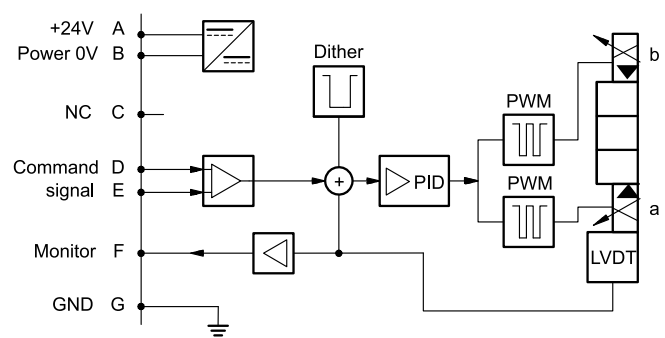 +24V A
Power 0V B
Dither
b
PWM
NC C
Command D
signal E
+
PID
PWM
a
Monitor F
LVDT
GND G